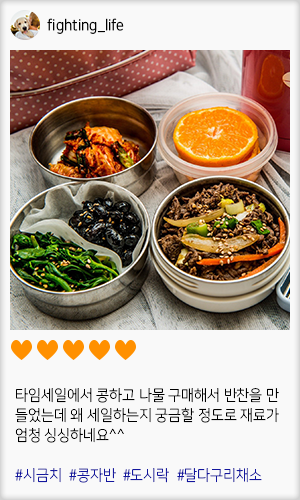 fighting_life
타임세일에서 콩하고 나물 구매해서 반찬을 만
들었는데 왜 세일하는지 궁금할 정도로 재료가
엄청 싱싱하네요^^
#시금치 #콩자반 #도시락 #달다구리채소